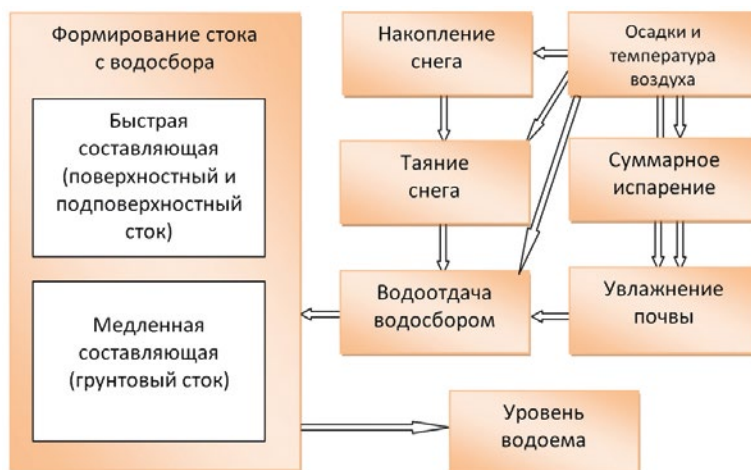 Формирование стока
с водосбора
Быстрая
составляющая
(поверхностный и
подповерхностный
сток)
Медленная
составляющая
(грунтовый сток)
Накопление
снега
Осадки и
температура
воздуха
Таяние
снега
Суммарное
испарение
Водоотдача
водосбором
Увлажнение
почвы
Уровень
водоема